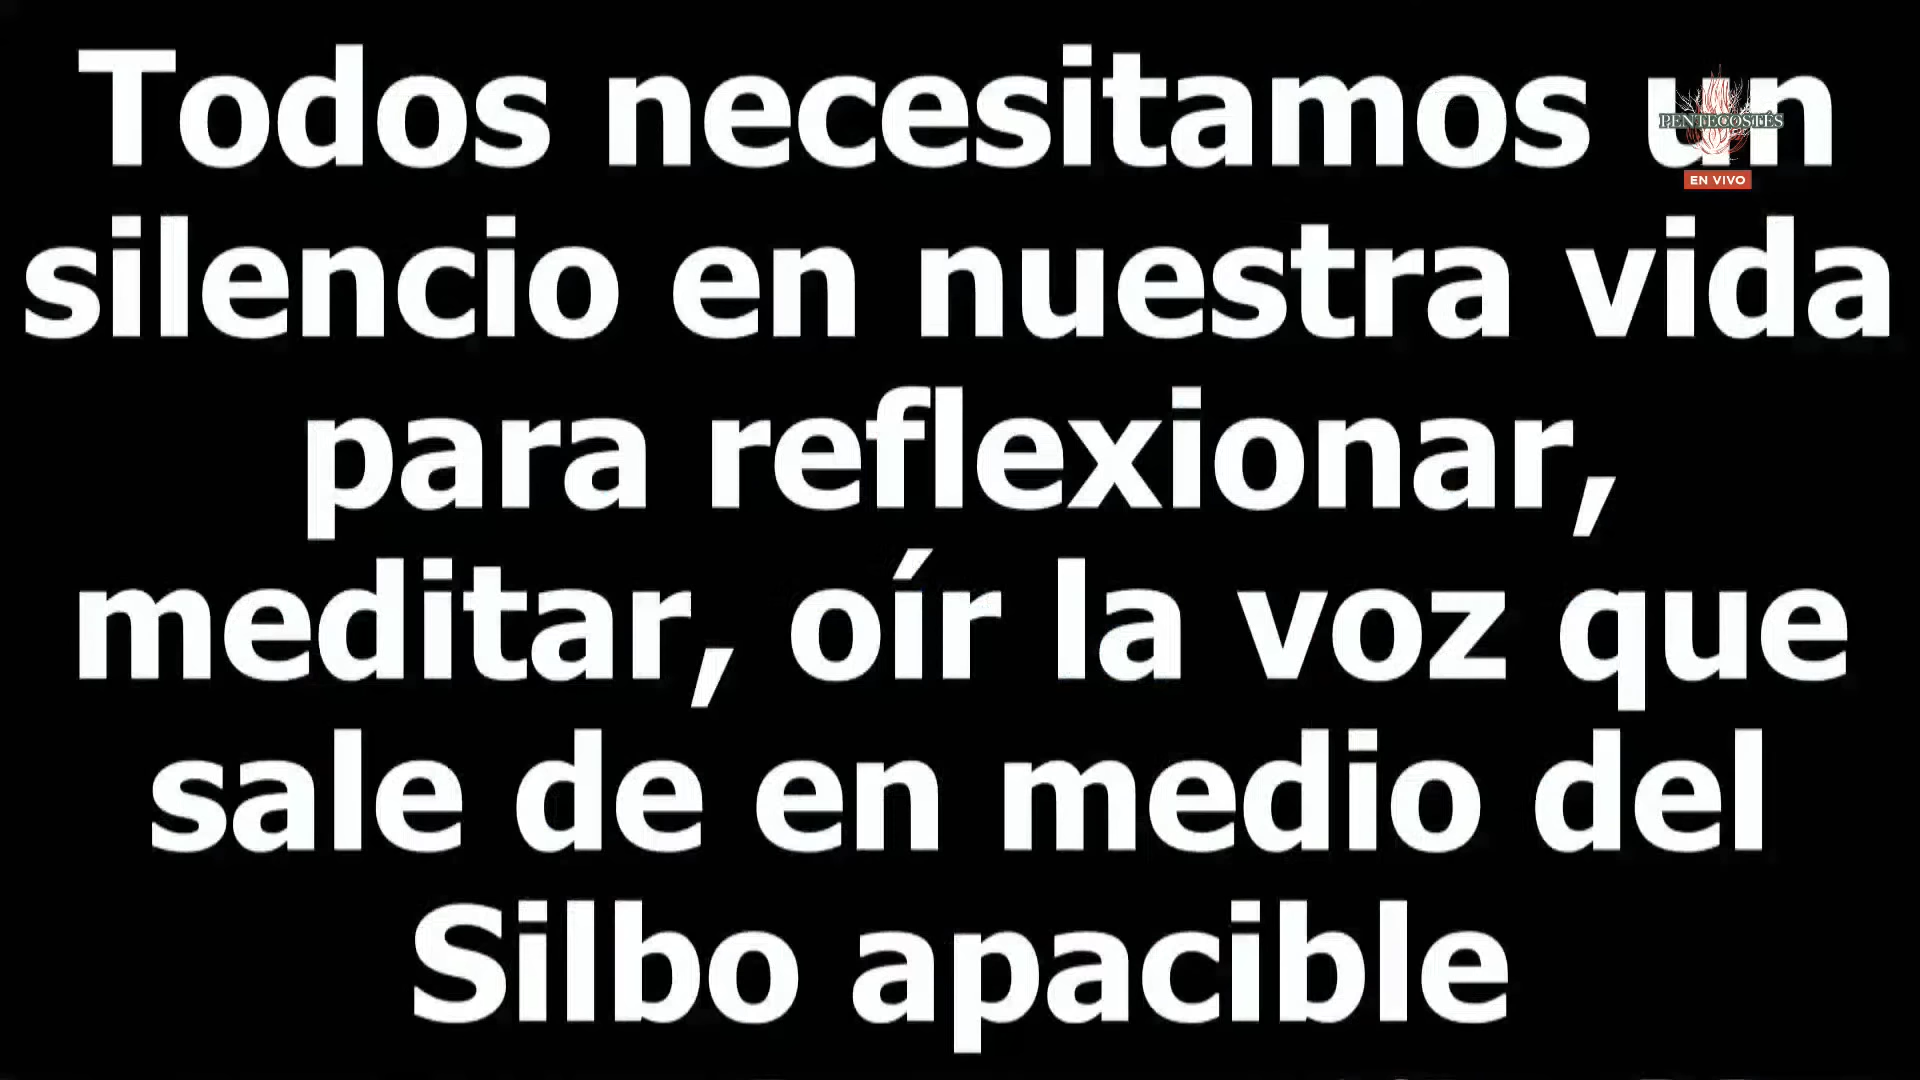 Todos necesitamos un
PENTECOSTÉS
EN VIVO
silencio en nuestra vida
para reflexionar,
meditar, oír la voz que
sale de en medio del
Silbo apacible